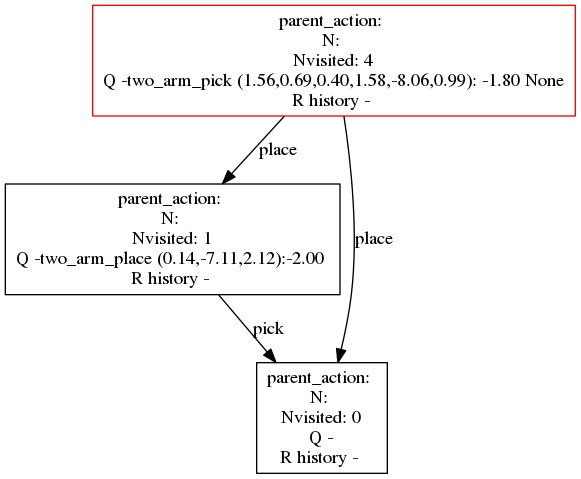 parent_action:
N:
Nvisited: 4
Q -two_arm_pick (1.56,0.69,0.40,1.58,-8.06,0.99): -1.80 None
R history -
place
parent_action:
N:
Nvisited: 1
Q -two_arm_place (0.14,-7.11,2.12):-2.00
R history -
place
pick
parent_action:
N:
Nvisited: 0
Q -
R history -